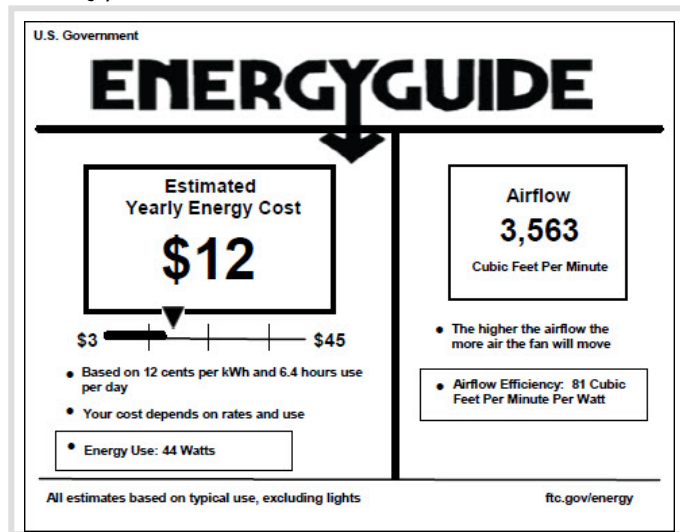 U.S. Government
ENERGYGUIDE
Estimated
Yearly Energy Cost
$12
$3
$45
• Based on 12 cents per kWh and 6.4 hours use
per day
• Your cost depends on rates and use
• Energy Use: 44 Watts
Airflow
3,563
Cubic Feet Per Minute
• The higher the airflow the
more air the fan will move
• Airflow Efficiency: 81 Cubic
Feet Per Minute Per Watt
All estimates based on typical use, excluding lights
ftc.gov/energy